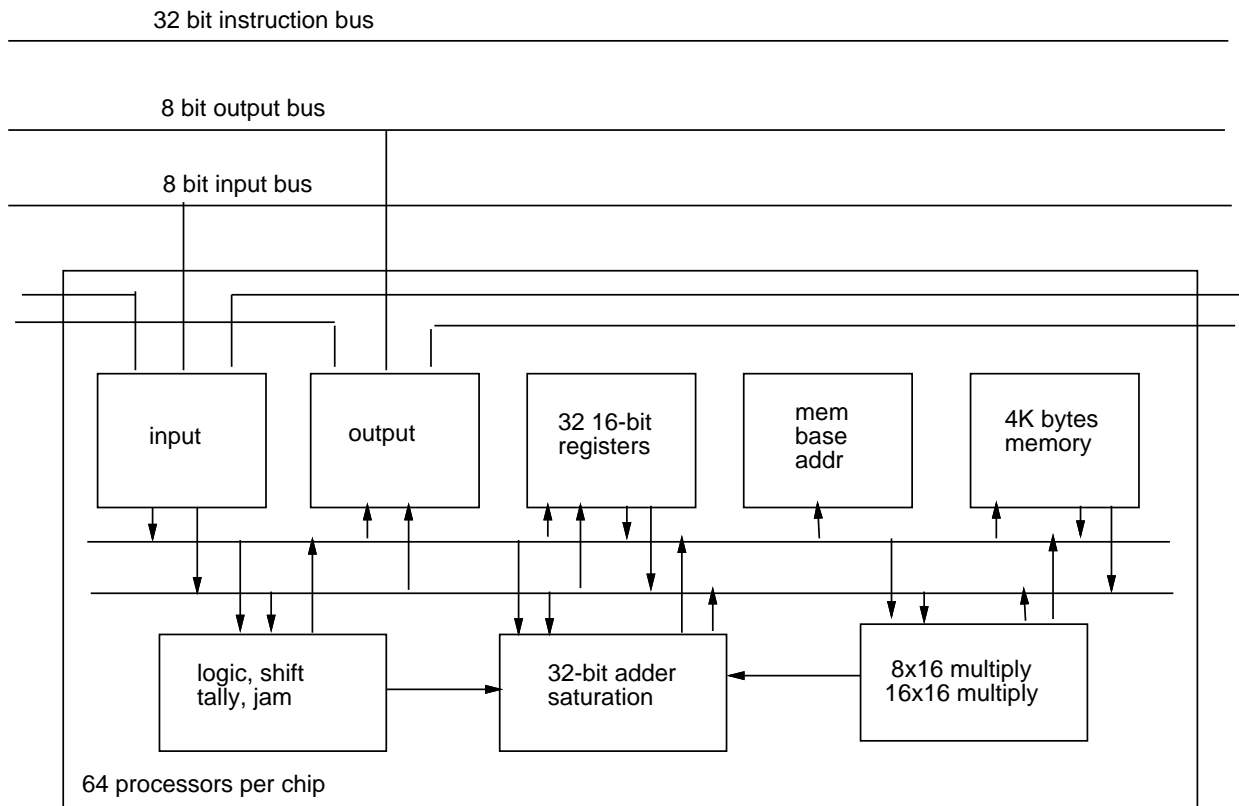 32 bit instruction bus
8 bit output bus
8 bit input bus
input
output
32 16-bit
registers
mem
base
addr
4K bytes
memory
logic, shift
tally, jam
32-bit adder
saturation
8x16 multiply
16x16 multiply
64 processors per chip